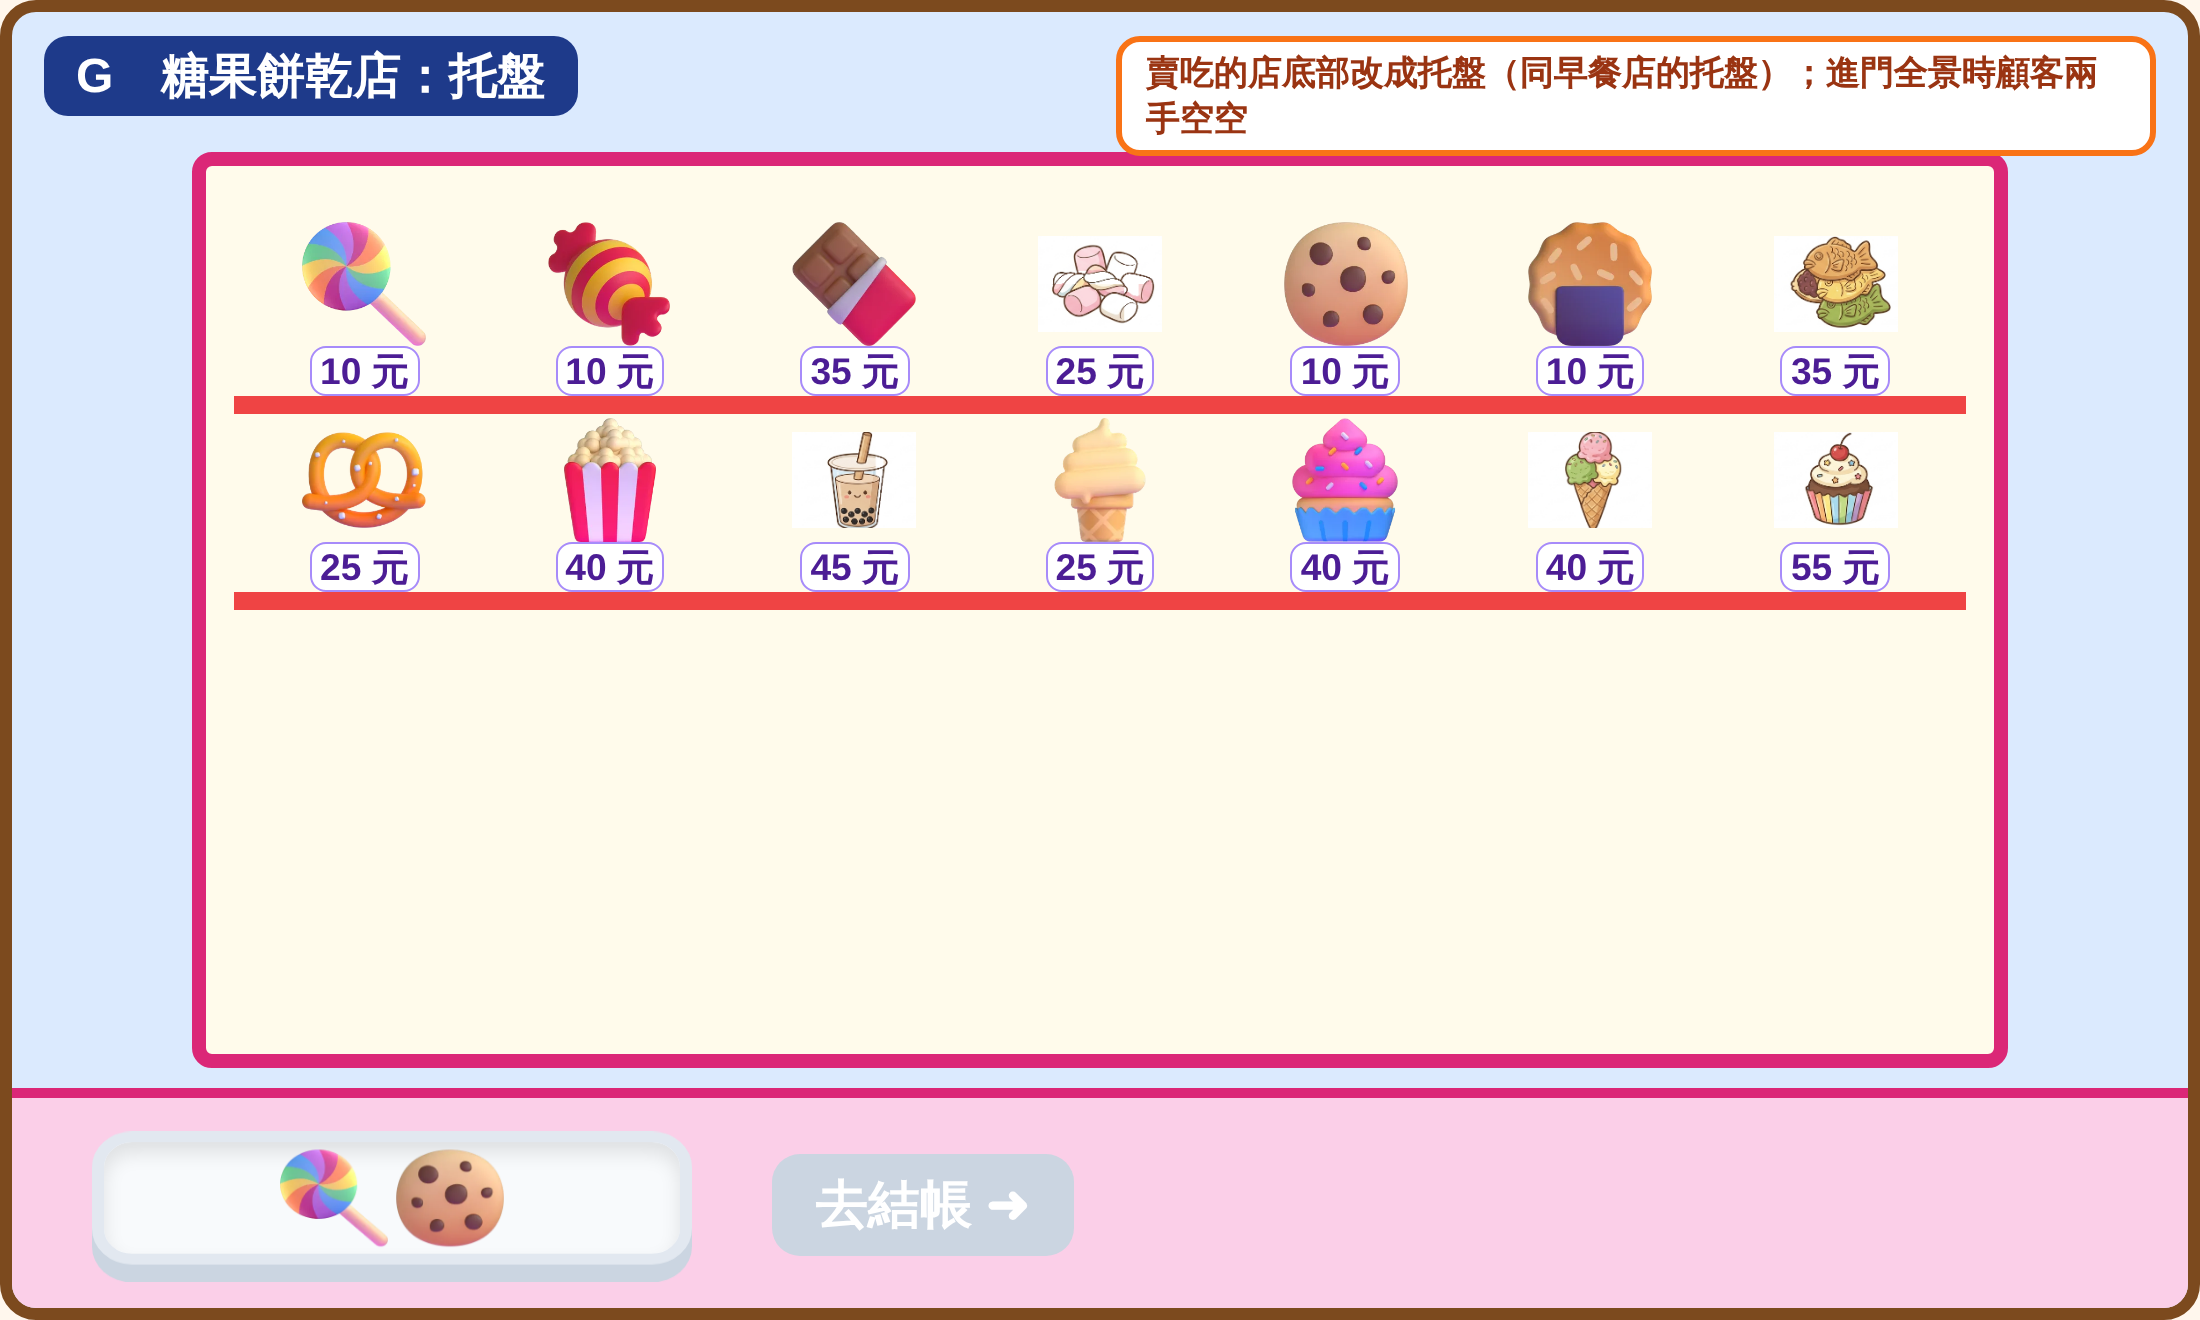 G 糖果餅乾店：托盤
賣吃的店底部改成托盤（同早餐店的托盤）；進門全景時顧客兩
手空空
10 元 10 元 35 元 25 元 10 元 10 元 35 元
25 元 40 元 45 元 25 元 40 元 40 元 55 元
去結帳 ➜